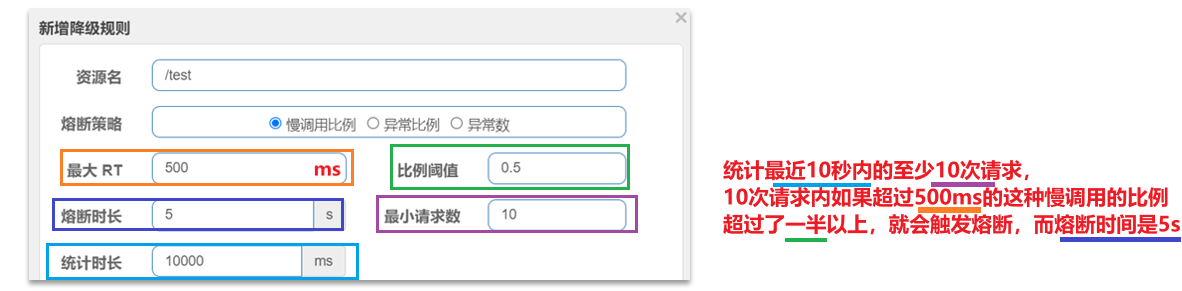 新增降级规则
×
资源名 /test
熔断策略 慢调用比例 异常比例 异常数
最大 RT 500 ms 比例阈值 0.5
熔断时长 5 s 最小请求数 10
统计时长 10000 ms
统计最近10秒内的至少10次请求，
10次请求内如果超过500ms的这种慢调用的比例
超过了一半以上，就会触发熔断，而熔断时间是5s